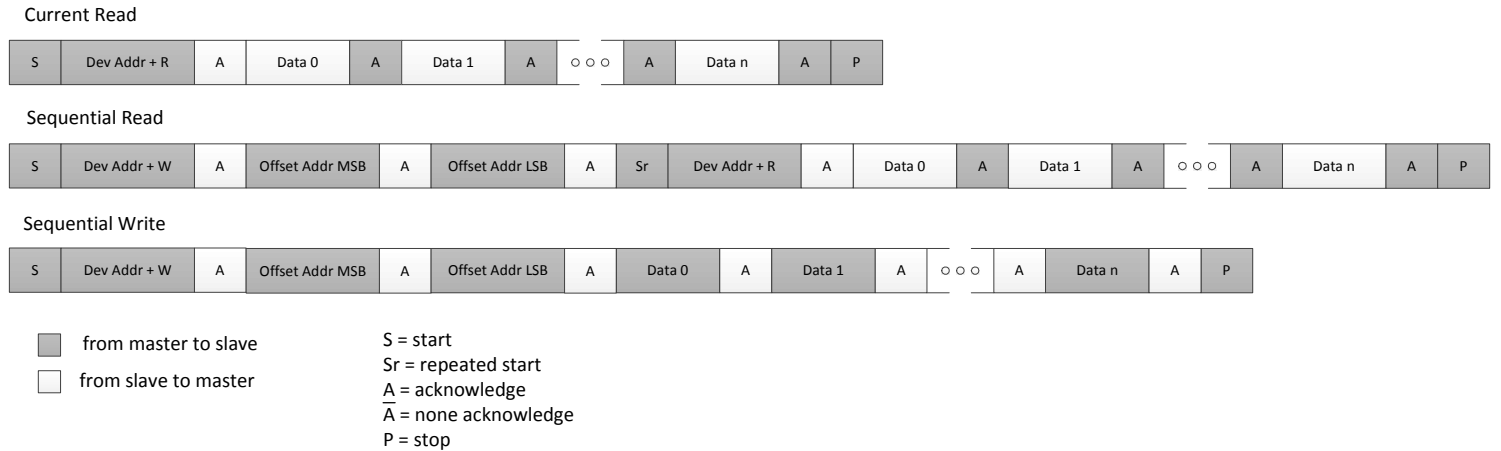 Current Read
S Dev Addr + R A Data 0 A Data 1 A ○ ○ ○ A Data n A P
Sequential Read
S Dev Addr + W A Offset Addr MSB A Offset Addr LSB A Sr Dev Addr + R A Data 0 A Data 1 A ○ ○ ○ A Data n A P
Sequential Write
S Dev Addr + W A Offset Addr MSB A Offset Addr LSB A Data 0 A Data 1 A ○ ○ ○ A Data n A P
from master to slave
from slave to master
S = start
Sr = repeated start
A = acknowledge
A̅ = none acknowledge
P = stop